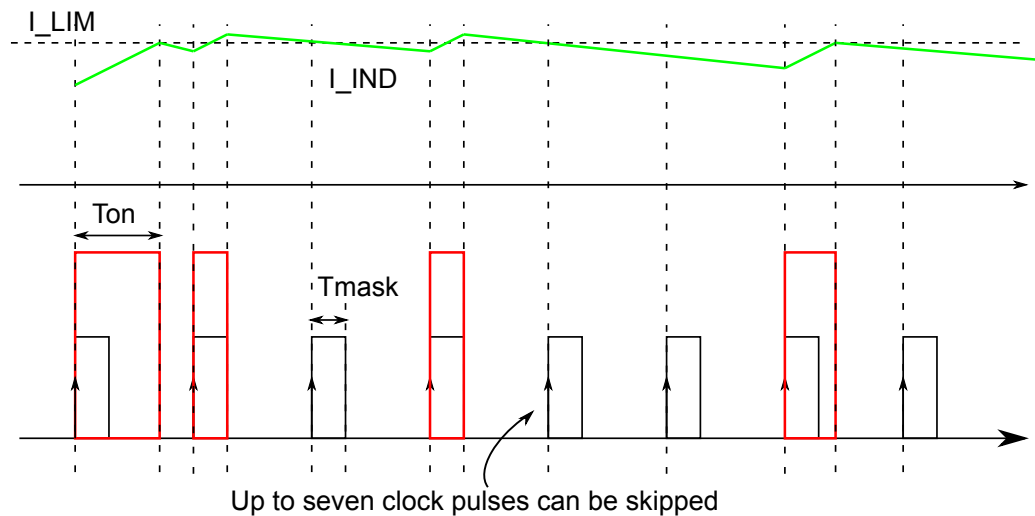 I_LIM
I_IND
Ton
Tmask
Up to seven clock pulses can be skipped